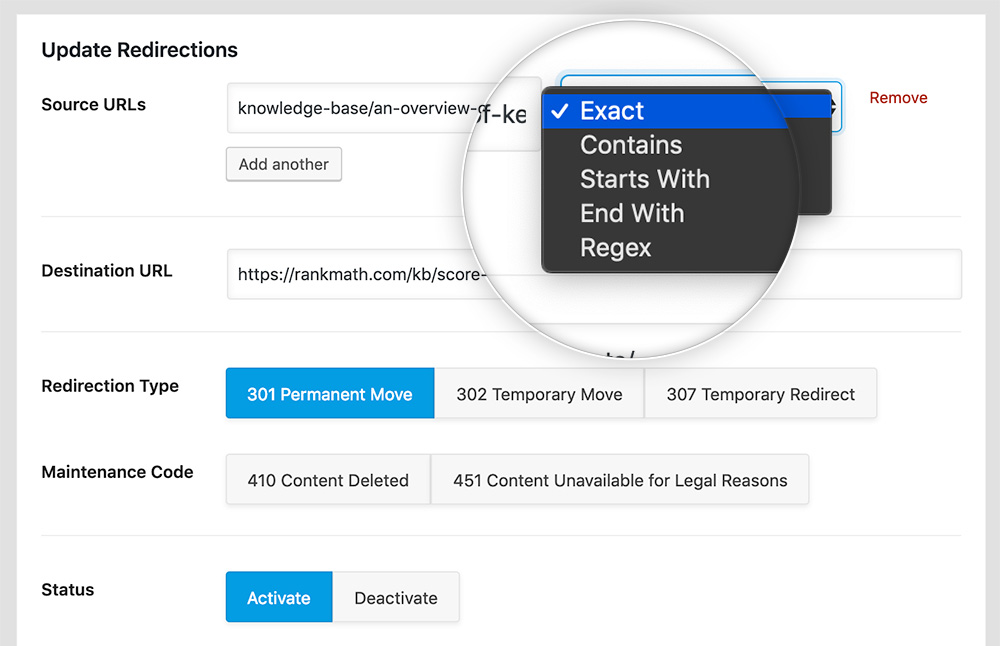 Update Redirections
Source URLs
knowledge-base/an-overview-of-ke
Exact
Contains
Starts With
End With
Regex
Remove
Add another
Destination URL
https://rankmath.com/kb/score-
Redirection Type
301 Permanent Move
302 Temporary Move
307 Temporary Redirect
Maintenance Code
410 Content Deleted
451 Content Unavailable for Legal Reasons
Status
Activate
Deactivate